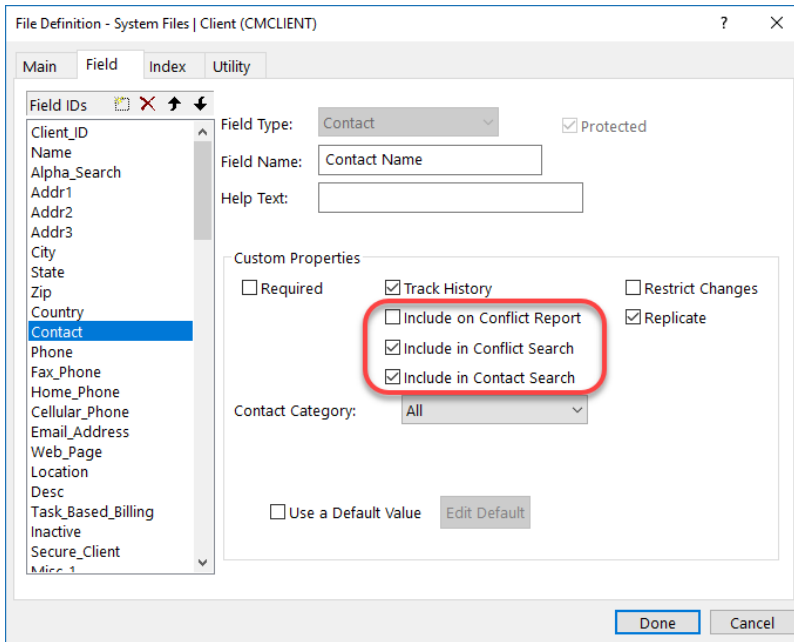 File Definition - System Files | Client (CMCLIENT)
?
Main Field Index Utility
Field IDs
Client_ID
Name
Alpha_Search
Addr1
Addr2
Addr3
City
State
Zip
Country
Contact
Phone
Fax_Phone
Home_Phone
Cellular_Phone
Email_Address
Web_Page
Location
Desc
Task_Based_Billing
Inactive
Secure_Client
Misc_1
Field Type: Contact Protected
Field Name: Contact Name
Help Text:
Custom Properties
Required Track History Restrict Changes
Include on Conflict Report Replicate
Include in Conflict Search
Include in Contact Search
Contact Category: All
Use a Default Value Edit Default
Done Cancel